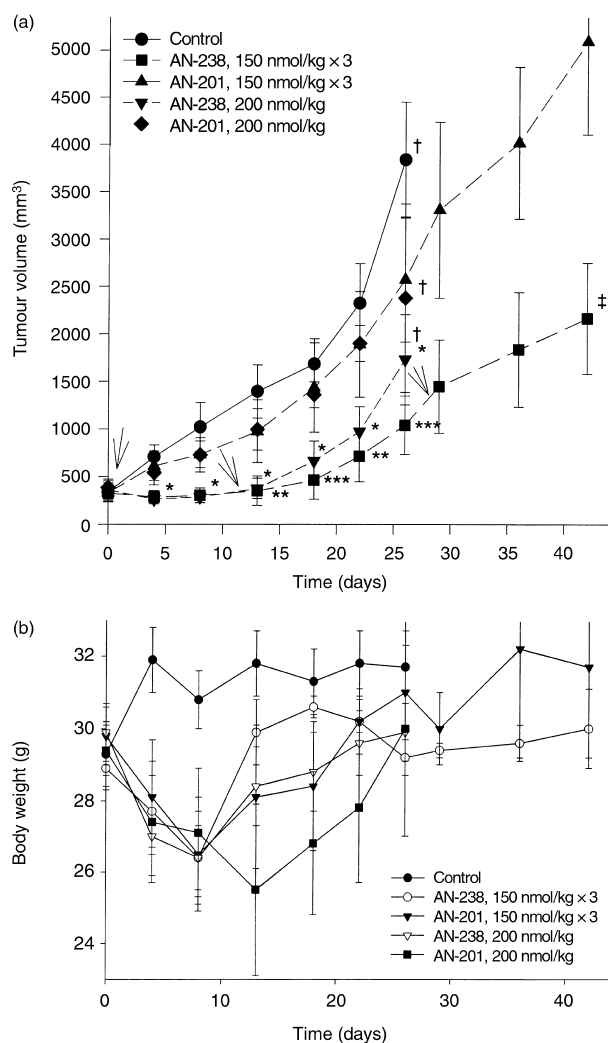 (a)
Control
AN-238, 150 nmol/kg × 3
AN-201, 150 nmol/kg × 3
AN-238, 200 nmol/kg
AN-201, 200 nmol/kg
5000
4500
4000
3500
3000
2500
2000
1500
1000
500
0
Tumour volume (mm³)
†
†
†
*
‡
*
*
*
**
*
***
*
**
***
0 5 10 15 20 25 30 35 40
Time (days)
(b)
32
30
28
26
24
Body weight (g)
Control
AN-238, 150 nmol/kg × 3
AN-201, 150 nmol/kg × 3
AN-238, 200 nmol/kg
AN-201, 200 nmol/kg
0 10 20 30 40
Time (days)